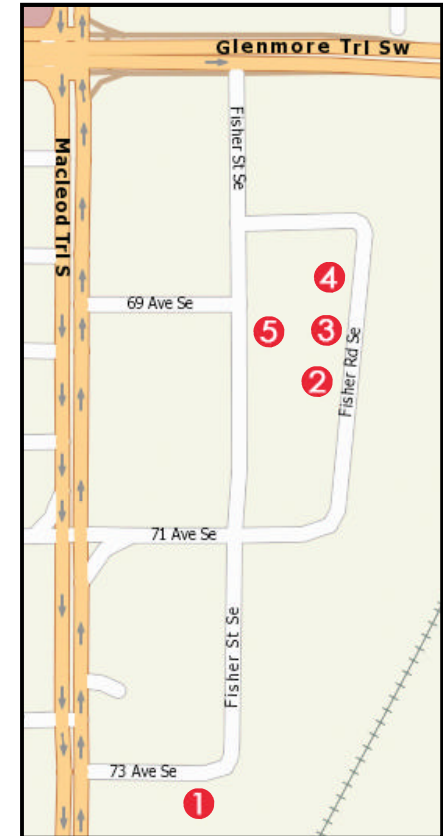 Glenmore Trl Sw
Macleod Trl S
Fisher St Se
4
69 Ave Se
5
3
Fisher Rd Se
2
71 Ave Se
Fisher St Se
73 Ave Se
1